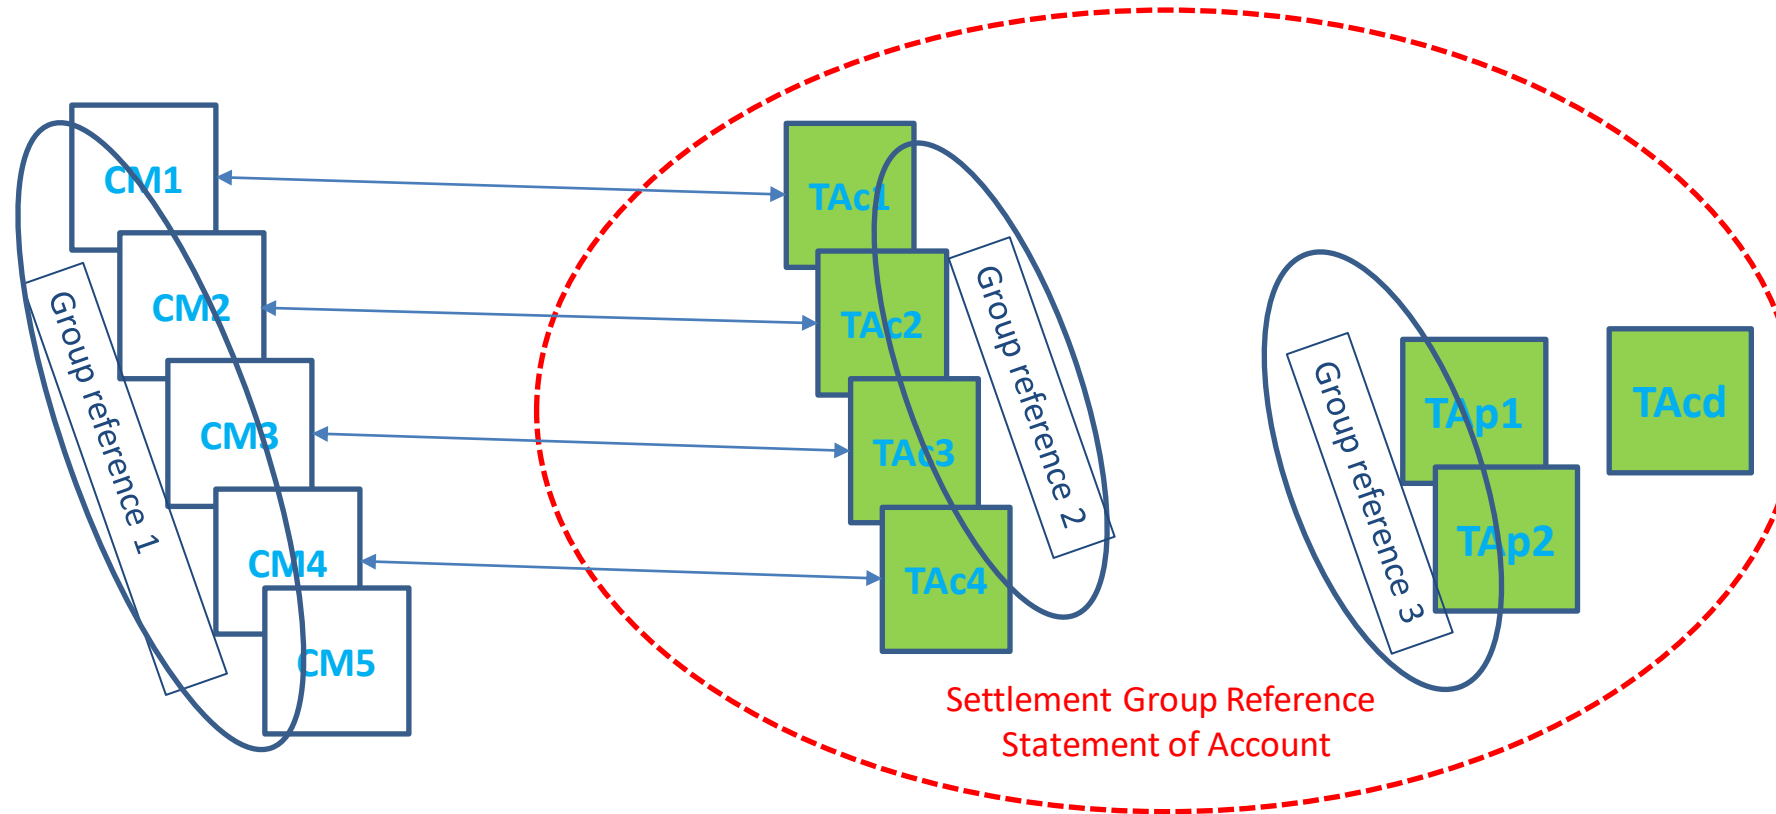 CM1
CM2
CM3
CM4
CM5
Group reference 1
TAc1
TAc2
TAc3
TAc4
Group reference 2
Group reference 3
TAp1
TAp2
TAcd
Settlement Group Reference
Statement of Account